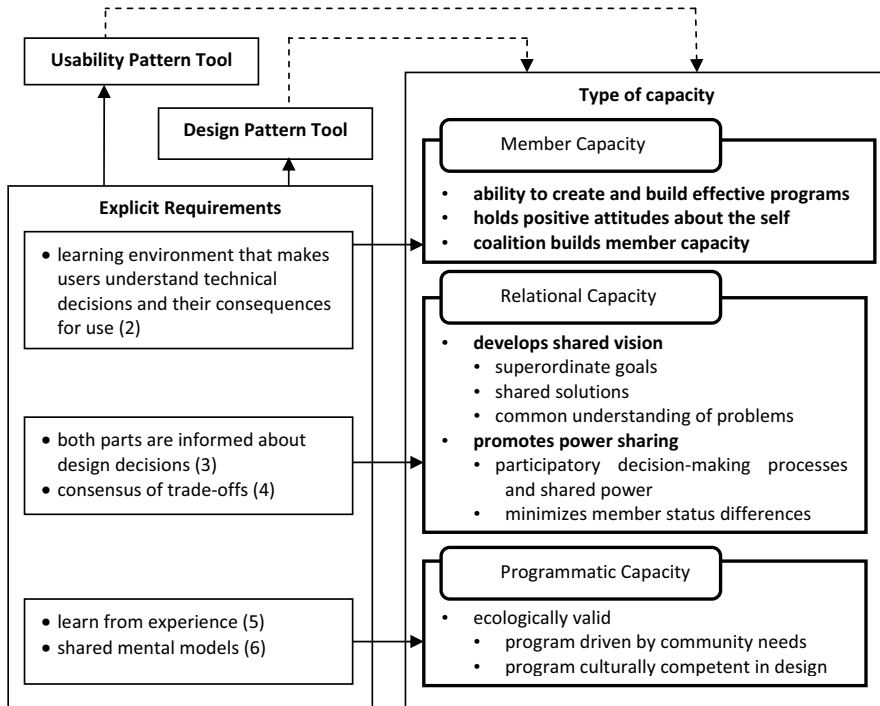 Usability Pattern Tool
Design Pattern Tool
Explicit Requirements
• learning environment that makes
users understand technical
decisions and their consequences
for use (2)
• both parts are informed about
design decisions (3)
• consensus of trade-offs (4)
• learn from experience (5)
• shared mental models (6)
Type of capacity
Member Capacity
• ability to create and build effective programs
• holds positive attitudes about the self
• coalition builds member capacity
Relational Capacity
• develops shared vision
• superordinate goals
• shared solutions
• common understanding of problems
• promotes power sharing
• participatory decision-making processes
and shared power
• minimizes member status differences
Programmatic Capacity
• ecologically valid
• program driven by community needs
• program culturally competent in design